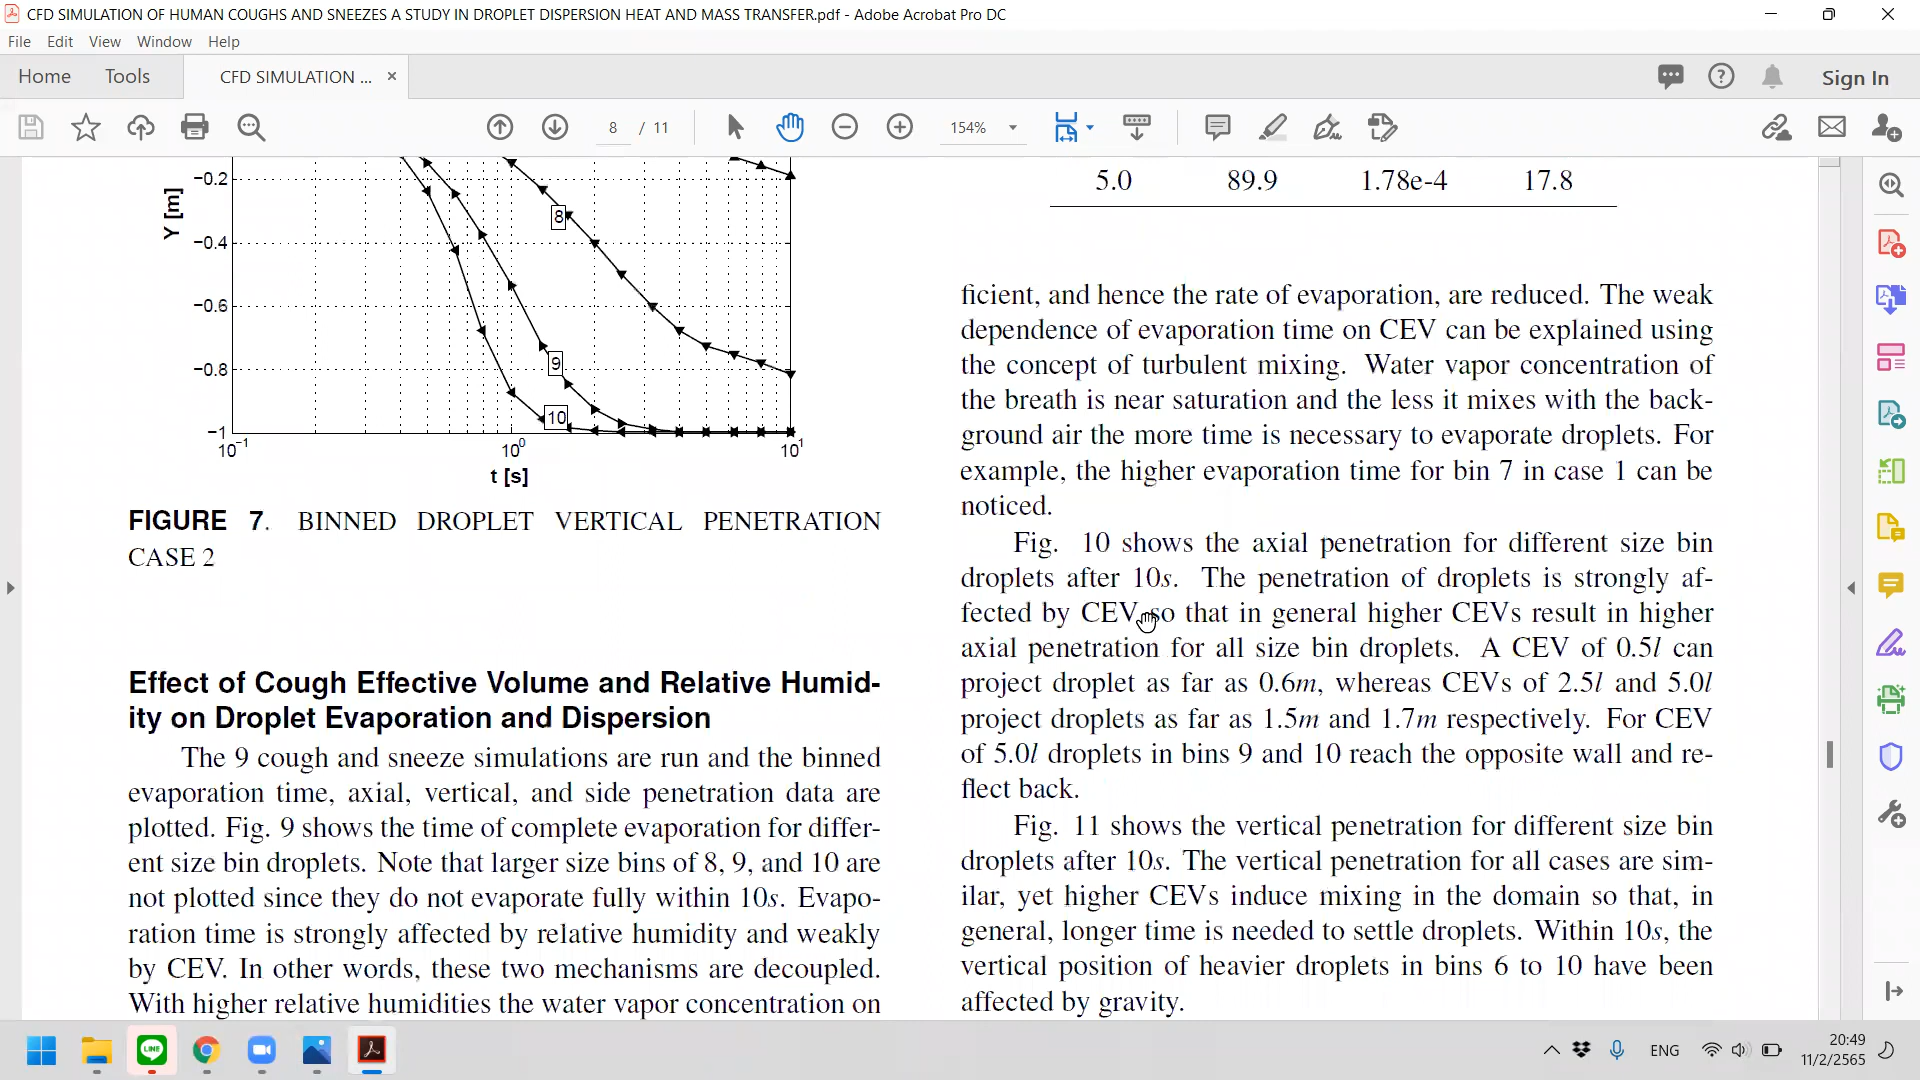 CFD SIMULATION OF HUMAN COUGHS AND SNEEZES A STUDY IN DROPLET DISPERSION HEAT AND MASS TRANSFER.pdf - Adobe Acrobat Pro DC
File Edit View Window Help
Home Tools CFD SIMULATION ... × Sign In
8 / 11 154%
−0.2
−0.4
−0.6
−0.8
−1
Y [m]
8
9
10
10⁻¹ 10⁰ 10¹
t [s]
FIGURE 7. BINNED DROPLET VERTICAL PENETRATION
CASE 2
Effect of Cough Effective Volume and Relative Humid-
ity on Droplet Evaporation and Dispersion
The 9 cough and sneeze simulations are run and the binned
evaporation time, axial, vertical, and side penetration data are
plotted. Fig. 9 shows the time of complete evaporation for differ-
ent size bin droplets. Note that larger size bins of 8, 9, and 10 are
not plotted since they do not evaporate fully within 10s. Evapo-
ration time is strongly affected by relative humidity and weakly
by CEV. In other words, these two mechanisms are decoupled.
With higher relative humidities the water vapor concentration on
5.0 89.9 1.78e-4 17.8
ficient, and hence the rate of evaporation, are reduced. The weak
dependence of evaporation time on CEV can be explained using
the concept of turbulent mixing. Water vapor concentration of
the breath is near saturation and the less it mixes with the back-
ground air the more time is necessary to evaporate droplets. For
example, the higher evaporation time for bin 7 in case 1 can be
noticed.
Fig. 10 shows the axial penetration for different size bin
droplets after 10s. The penetration of droplets is strongly af-
fected by CEV so that in general higher CEVs result in higher
axial penetration for all size bin droplets. A CEV of 0.5l can
project droplet as far as 0.6m, whereas CEVs of 2.5l and 5.0l
project droplets as far as 1.5m and 1.7m respectively. For CEV
of 5.0l droplets in bins 9 and 10 reach the opposite wall and re-
flect back.
Fig. 11 shows the vertical penetration for different size bin
droplets after 10s. The vertical penetration for all cases are sim-
ilar, yet higher CEVs induce mixing in the domain so that, in
general, longer time is needed to settle droplets. Within 10s, the
vertical position of heavier droplets in bins 6 to 10 have been
affected by gravity.
LINE
ENG
20:49
11/2/2565